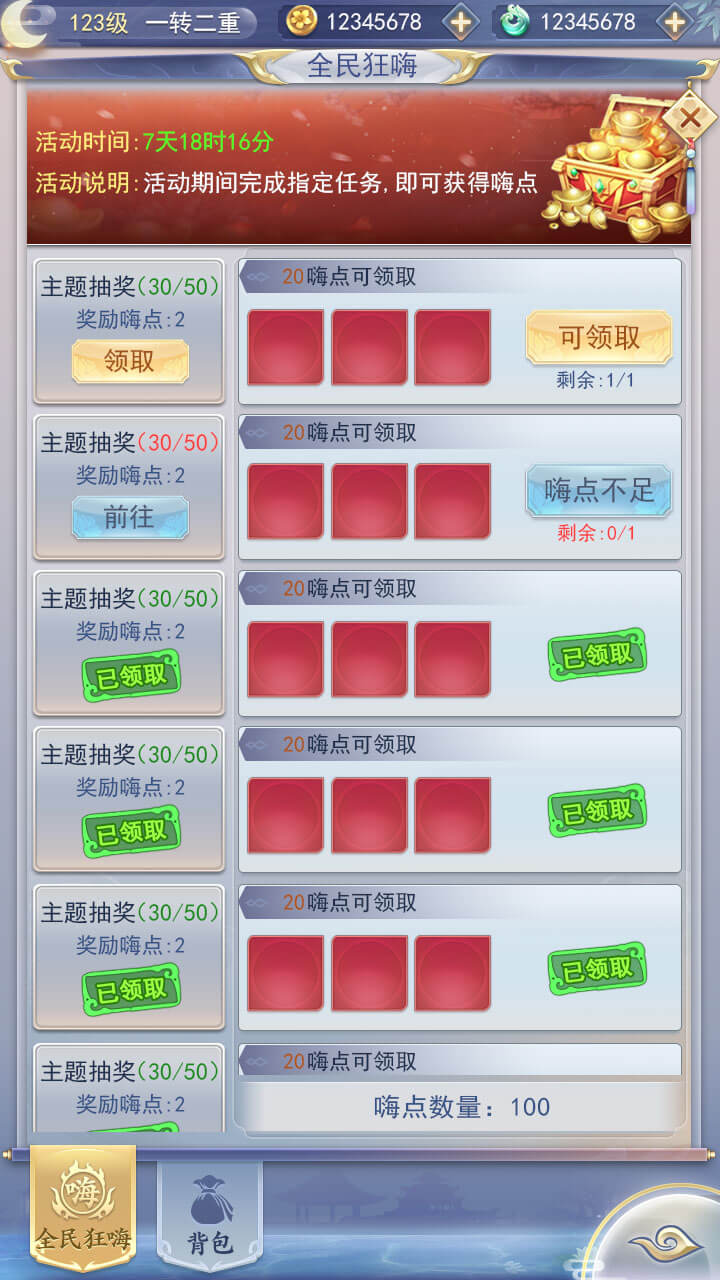 123级 一转二重 12345678 12345678
全民狂嗨
活动时间:7天18时16分
活动说明:活动期间完成指定任务,即可获得嗨点
主题抽奖(30/50)
奖励嗨点:2
领取
20嗨点可领取
可领取
剩余:1/1
主题抽奖(30/50)
奖励嗨点:2
前往
20嗨点可领取
嗨点不足
剩余:0/1
主题抽奖(30/50)
奖励嗨点:2
已领取
20嗨点可领取
已领取
主题抽奖(30/50)
奖励嗨点:2
已领取
20嗨点可领取
已领取
主题抽奖(30/50)
奖励嗨点:2
已领取
20嗨点可领取
已领取
主题抽奖(30/50)
奖励嗨点:2
20嗨点可领取
嗨点数量：100
嗨
全民狂嗨
背包